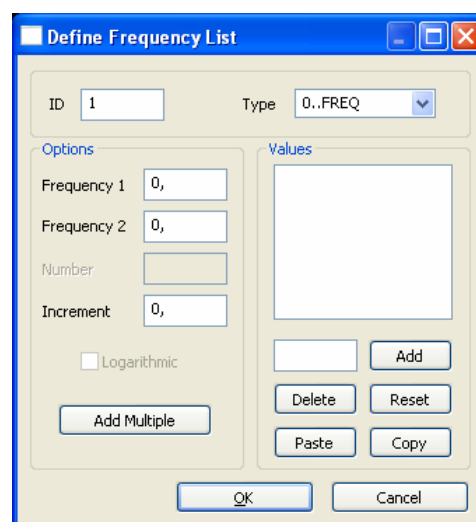 Define Frequency List
ID 1 Type 0..FREQ
Options
Frequency 1 0,
Frequency 2 0,
Number
Increment 0,
Logarithmic
Add Multiple
Values
Add
Delete Reset
Paste Copy
OK Cancel